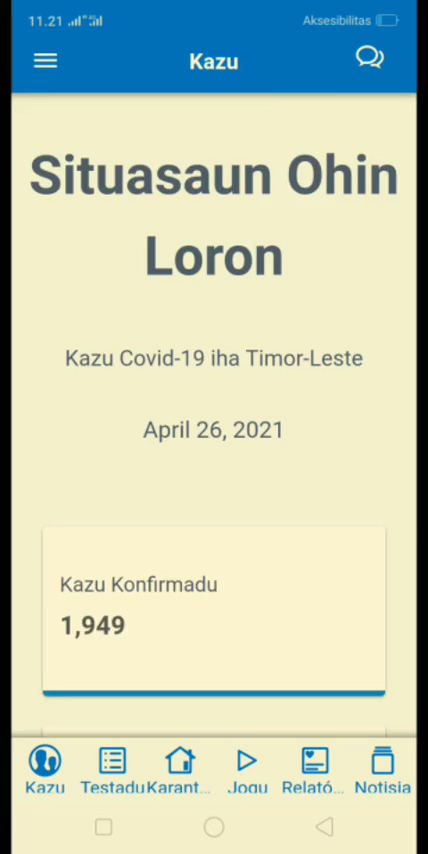 11.21 Aksesibilitas
Kazu
Situasaun Ohin
Loron
Kazu Covid-19 iha Timor-Leste
April 26, 2021
Kazu Konfirmadu
1,949
Kazu Testadu Karant... Jogu Relató... Notisia